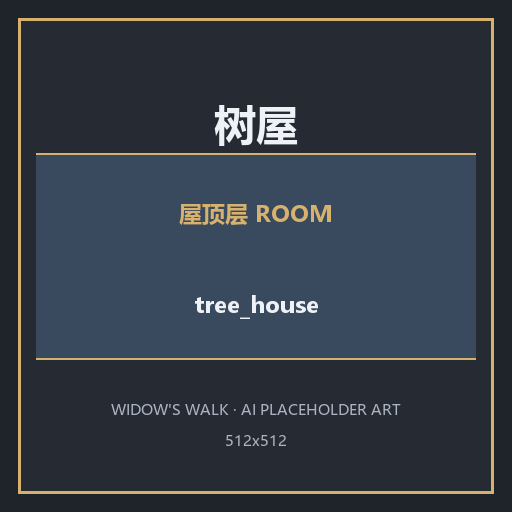 树屋
屋顶层 ROOM
tree_house
WIDOW'S WALK · AI PLACEHOLDER ART
512x512